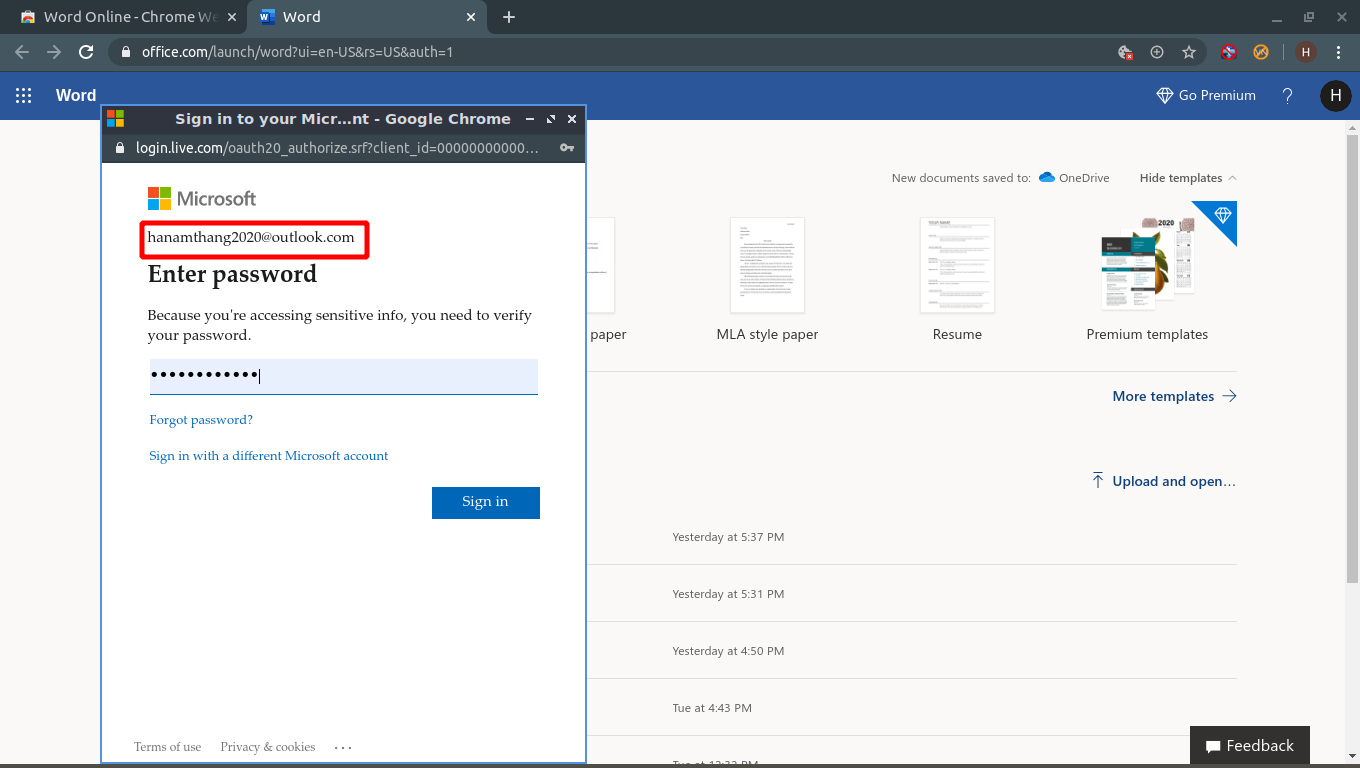 Word Online - Chrome We
Word
office.com/launch/word?ui=en-US&rs=US&auth=1
H
Word
Go Premium
?
H
Sign in to your Micr...nt - Google Chrome
login.live.com/oauth20_authorize.srf?client_id=00000000000...
Microsoft
hanamthang2020@outlook.com
Enter password
Because you're accessing sensitive info, you need to verify
your password.
Forgot password?
Sign in with a different Microsoft account
Sign in
Terms of use Privacy & cookies ...
New documents saved to: OneDrive Hide templates
paper
MLA style paper
Resume
2020
Premium templates
More templates
Upload and open...
Yesterday at 5:37 PM
Yesterday at 5:31 PM
Yesterday at 4:50 PM
Tue at 4:43 PM
Tue at 12:32 PM
Feedback